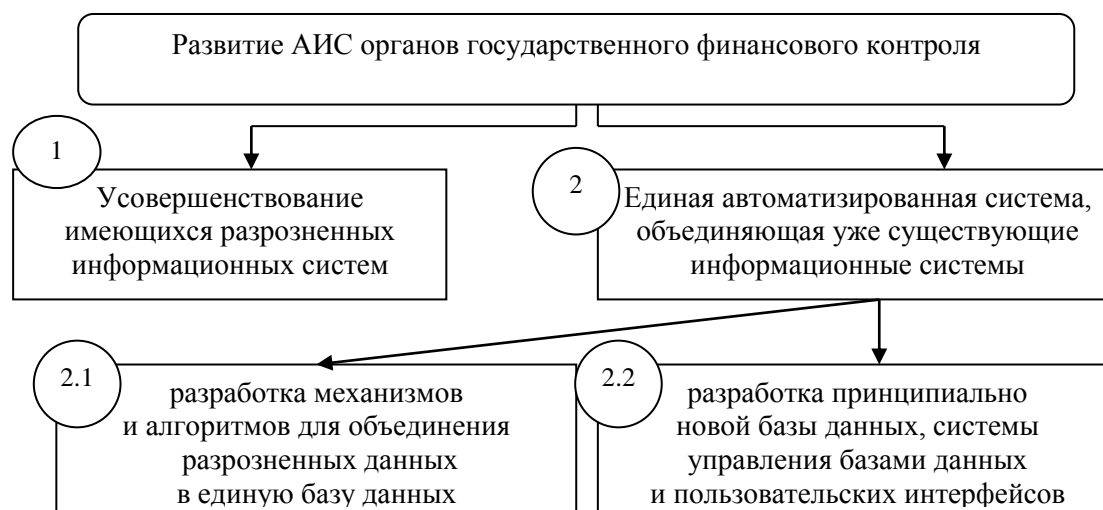 Развитие АИС органов государственного финансового контроля
1
Усовершенствование
имеющихся разрозненных
информационных систем
2
Единая автоматизированная система,
объединяющая уже существующие
информационные системы
2.1
разработка механизмов
и алгоритмов для объединения
разрозненных данных
в единую базу данных
2.2
разработка принципиально
новой базы данных, системы
управления базами данных
и пользовательских интерфейсов